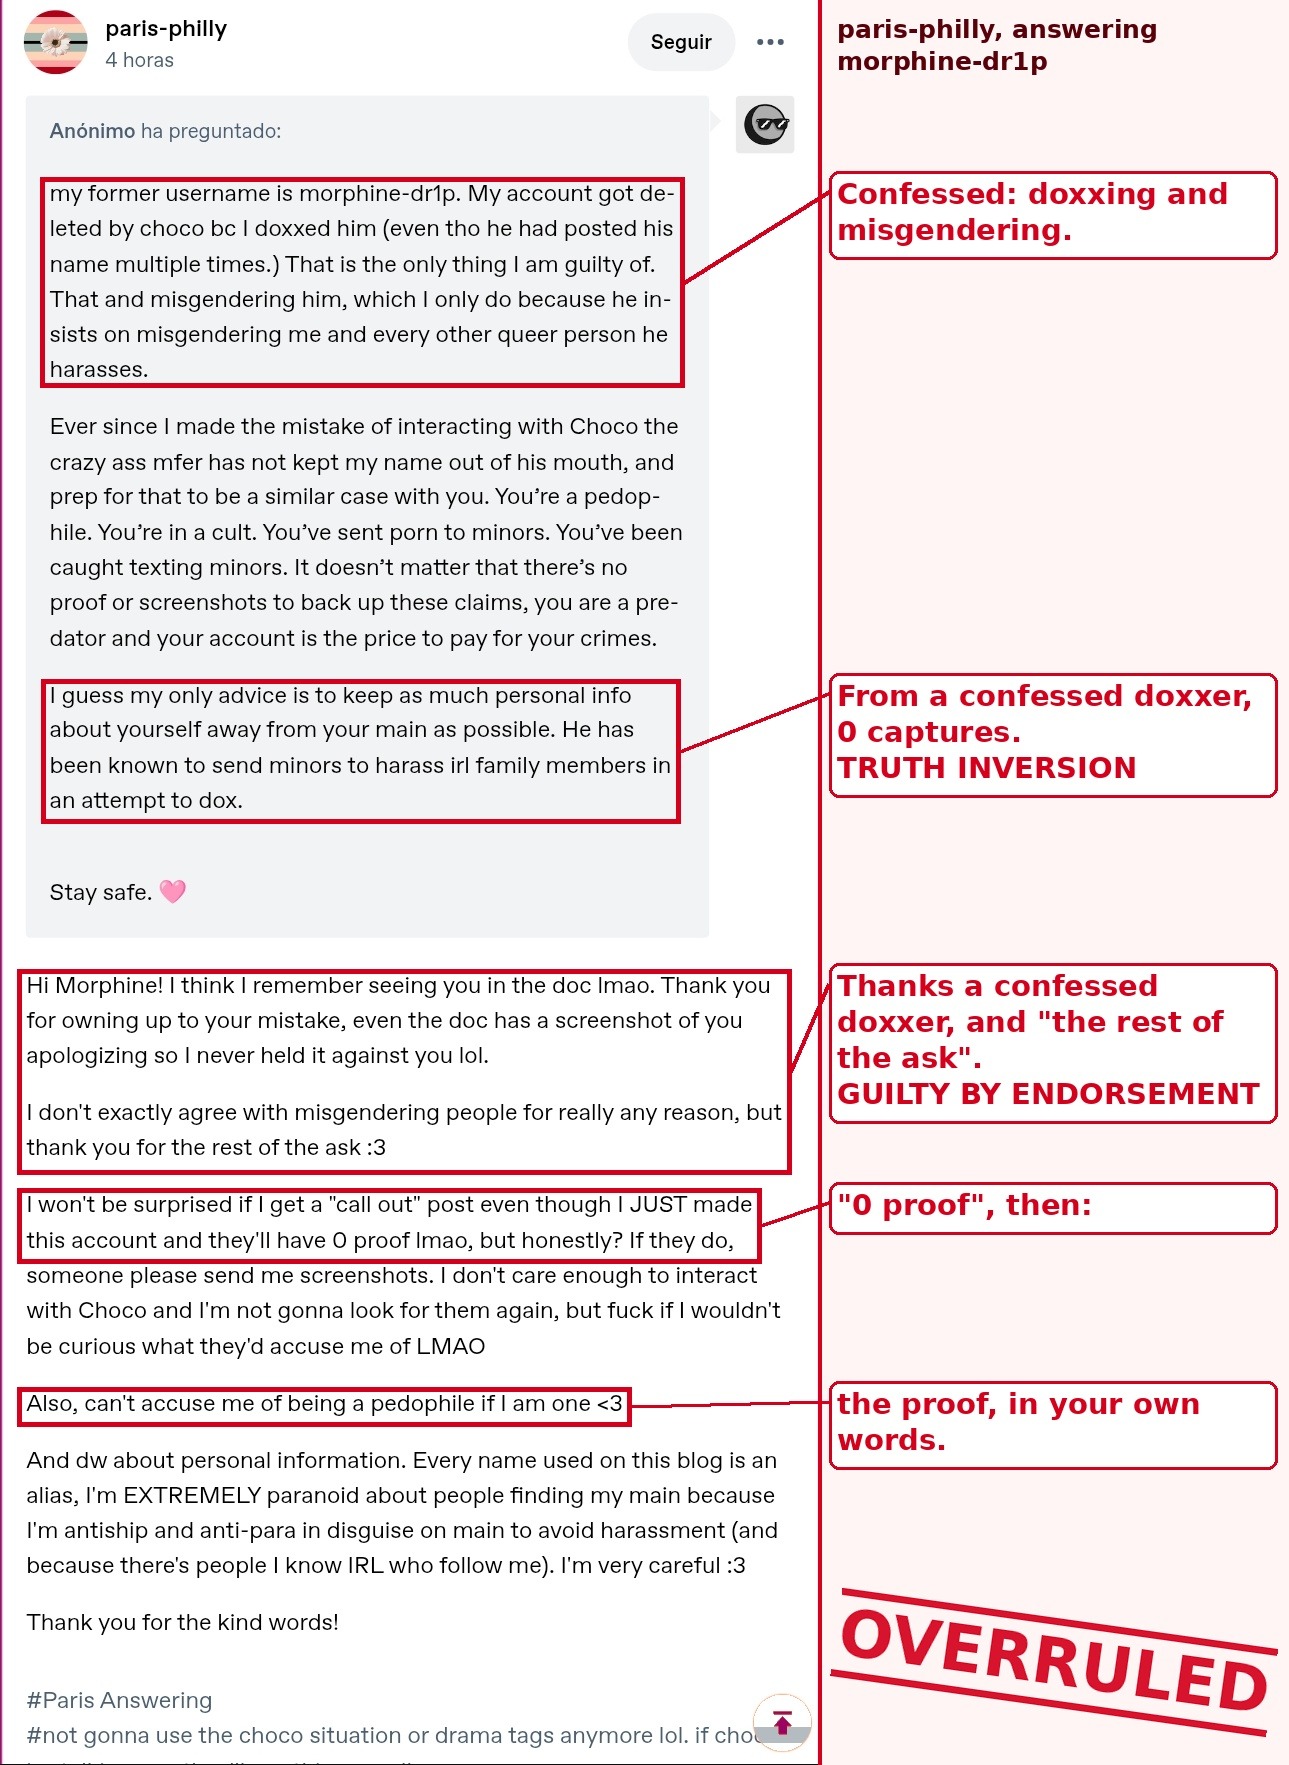 paris-philly
4 horas
Seguir
Anónimo ha preguntado:
my former username is morphine-dr1p. My account got de-
leted by choco bc I doxxed him (even tho he had posted his
name multiple times.) That is the only thing I am guilty of.
That and misgendering him, which I only do because he in-
sists on misgendering me and every other queer person he
harasses.
Ever since I made the mistake of interacting with Choco the
crazy ass mfer has not kept my name out of his mouth, and
prep for that to be a similar case with you. You’re a pedop-
hile. You’re in a cult. You’ve sent porn to minors. You’ve been
caught texting minors. It doesn’t matter that there’s no
proof or screenshots to back up these claims, you are a pre-
dator and your account is the price to pay for your crimes.
I guess my only advice is to keep as much personal info
about yourself away from your main as possible. He has
been known to send minors to harass irl family members in
an attempt to dox.
Stay safe. 🩷
Hi Morphine! I think I remember seeing you in the doc lmao. Thank you
for owning up to your mistake, even the doc has a screenshot of you
apologizing so I never held it against you lol.
I don't exactly agree with misgendering people for really any reason, but
thank you for the rest of the ask :3
I won't be surprised if I get a "call out" post even though I JUST made
this account and they'll have 0 proof lmao, but honestly? If they do,
someone please send me screenshots. I don't care enough to interact
with Choco and I'm not gonna look for them again, but fuck if I wouldn't
be curious what they'd accuse me of LMAO
Also, can't accuse me of being a pedophile if I am one <3
And dw about personal information. Every name used on this blog is an
alias, I'm EXTREMELY paranoid about people finding my main because
I'm antiship and anti-para in disguise on main to avoid harassment (and
because there's people I know IRL who follow me). I'm very careful :3
Thank you for the kind words!
#Paris Answering
#not gonna use the choco situation or drama tags anymore lol. if cho
paris-philly, answering
morphine-dr1p
Confessed: doxxing and
misgendering.
From a confessed doxxer,
0 captures.
TRUTH INVERSION
Thanks a confessed
doxxer, and "the rest of
the ask".
GUILTY BY ENDORSEMENT
"0 proof", then:
the proof, in your own
words.
OVERRULED